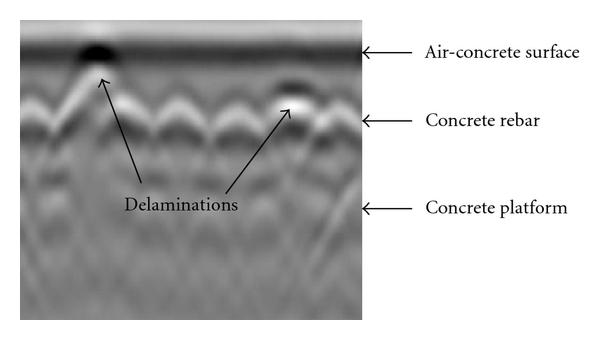 Air-concrete surface
Concrete rebar
Delaminations
Concrete platform